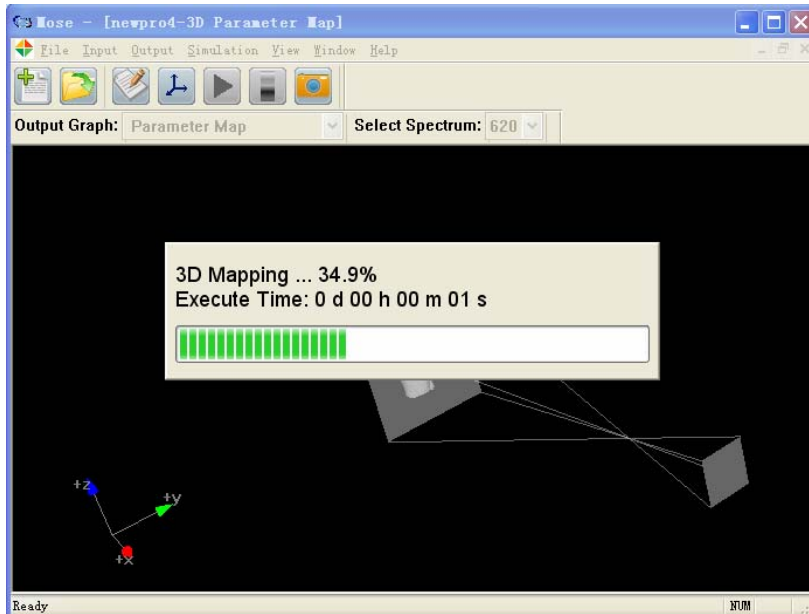 Mose - [newpro4-3D Parameter Map]
File Input Output Simulation View Window Help
Output Graph: Parameter Map Select Spectrum: 620
3D Mapping ... 34.9%
Execute Time: 0 d 00 h 00 m 01 s
+z
+y
+x
Ready NUM